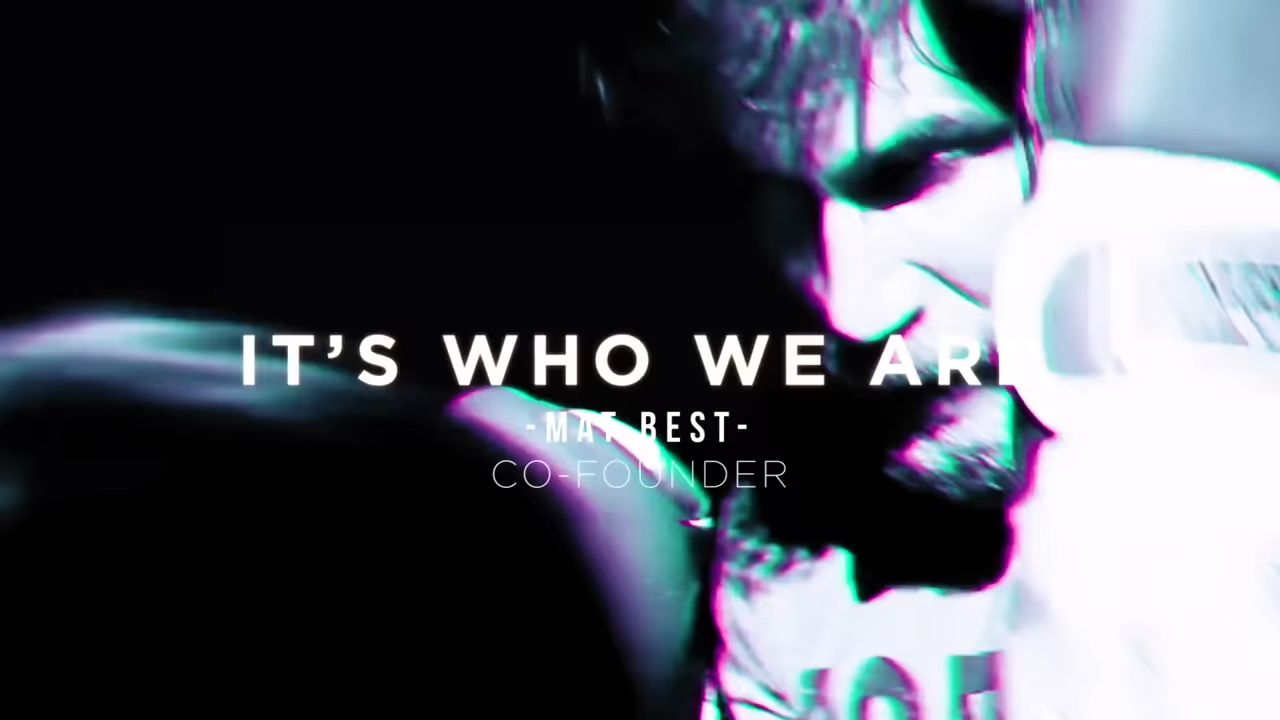 IT’S WHO WE ARE
-MAT BEST-
CO-FOUNDER